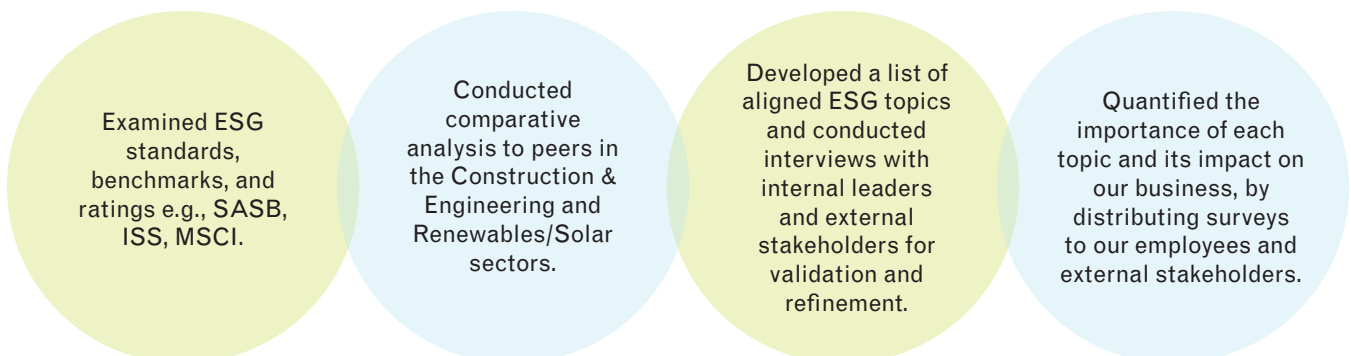 Examined ESG
standards,
benchmarks, and
ratings e.g., SASB,
ISS, MSCI.
Conducted
comparative
analysis to peers in
the Construction &
Engineering and
Renewables/Solar
sectors.
Developed a list of
aligned ESG topics
and conducted
interviews with
internal leaders
and external
stakeholders for
validation and
refinement.
Quantified the
importance of each
topic and its impact on
our business, by
distributing surveys
to our employees and
external stakeholders.